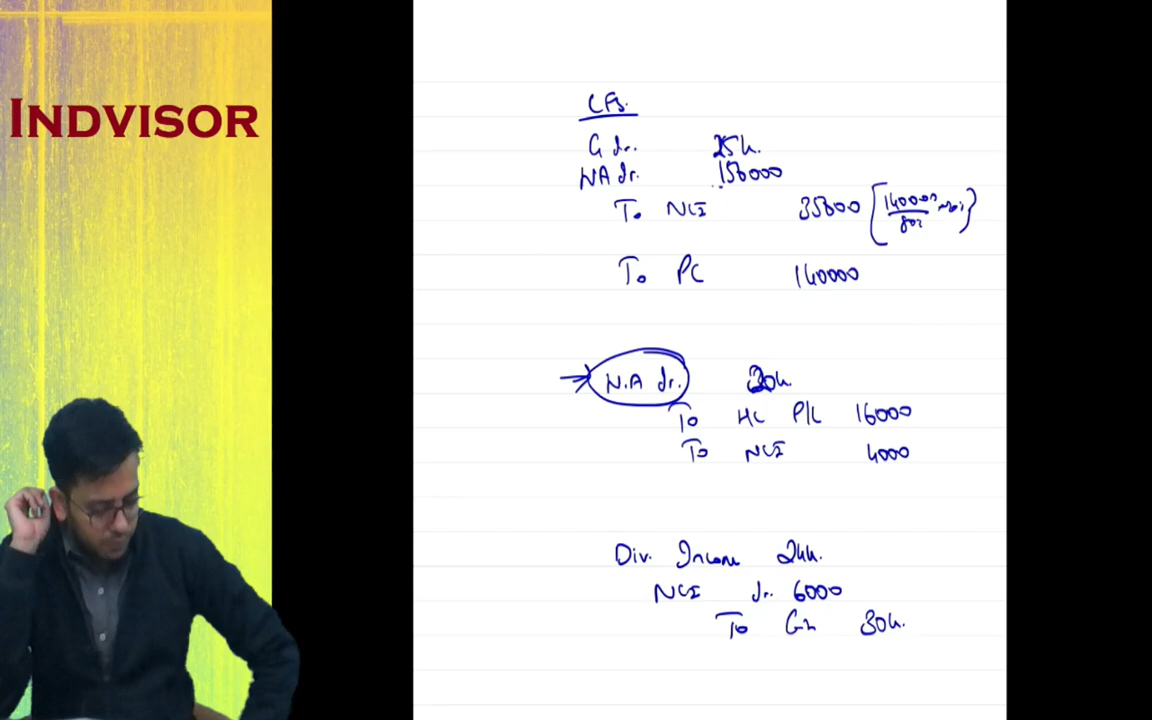 INDVISOR
CFS.
G dr. 25k.
NA dr. 150000
To NCI 35000 [140000/80% × 20%]
To PC 140000
N.A dr. 20k.
To HC P/L 16000
To NCI 4000
Div. Income 24k.
NCI dr. 6000
To 30k.